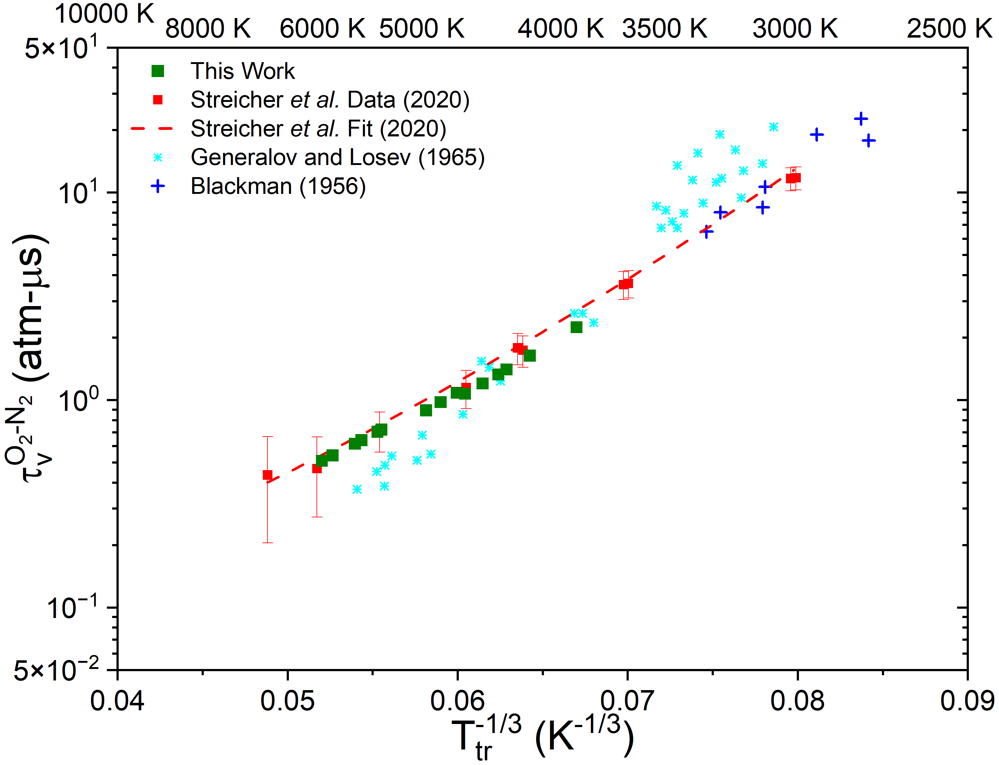 10000 K
8000 K 6000 K 5000 K 4000 K 3500 K 3000 K 2500 K
5×10¹
This Work
Streicher et al. Data (2020)
Streicher et al. Fit (2020)
Generalov and Losev (1965)
Blackman (1956)
10¹
10⁰
10⁻¹
5×10⁻²
τᵥ^O₂-N₂ (atm-μs)
0.04 0.05 0.06 0.07 0.08 0.09
T_tr^-1/3 (K^-1/3)